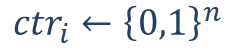 ctrᵢ ← {0,1}ⁿ